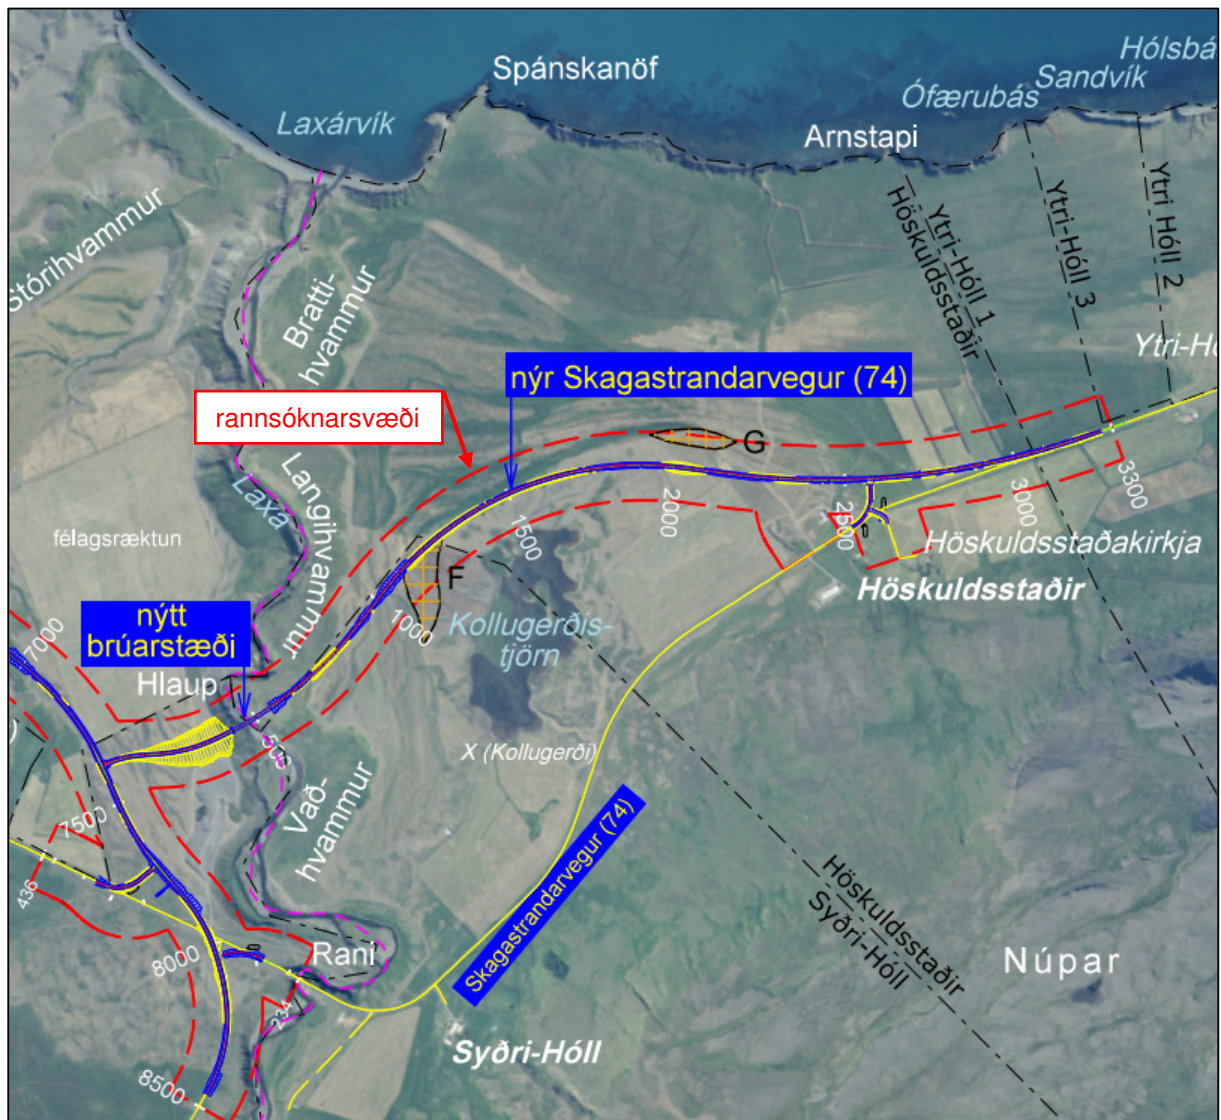 Hólsbá
Spánskanöf
Sandvík
Ófærubás
Laxárvík
Arnstapi
Stórihvammur
Ytri-Hóll 1
Höskuldsstaðir
Ytri-Hóll 3
Ytri Hóll 2
Bratti-
hvammur
Ytri-Hó
nýr Skagastrandarvegur (74)
rannsóknarsvæði
G
Langihvammur
Laxá
2000
2500
3000
3300
1500
félagsræktun
Höskuldsstaðakirkja
F
Höskuldsstaðir
nýtt
brúarstæði
1000
Kollugerðis-
tjörn
7000
Hlaup
500
X (Kollugerði)
Vað-
hvammur
7500
Skagastrandarvegur (74)
436
Höskuldsstaðir
Syðri-Hóll
8000
Rani
Núpar
234
Syðri-Hóll
8500